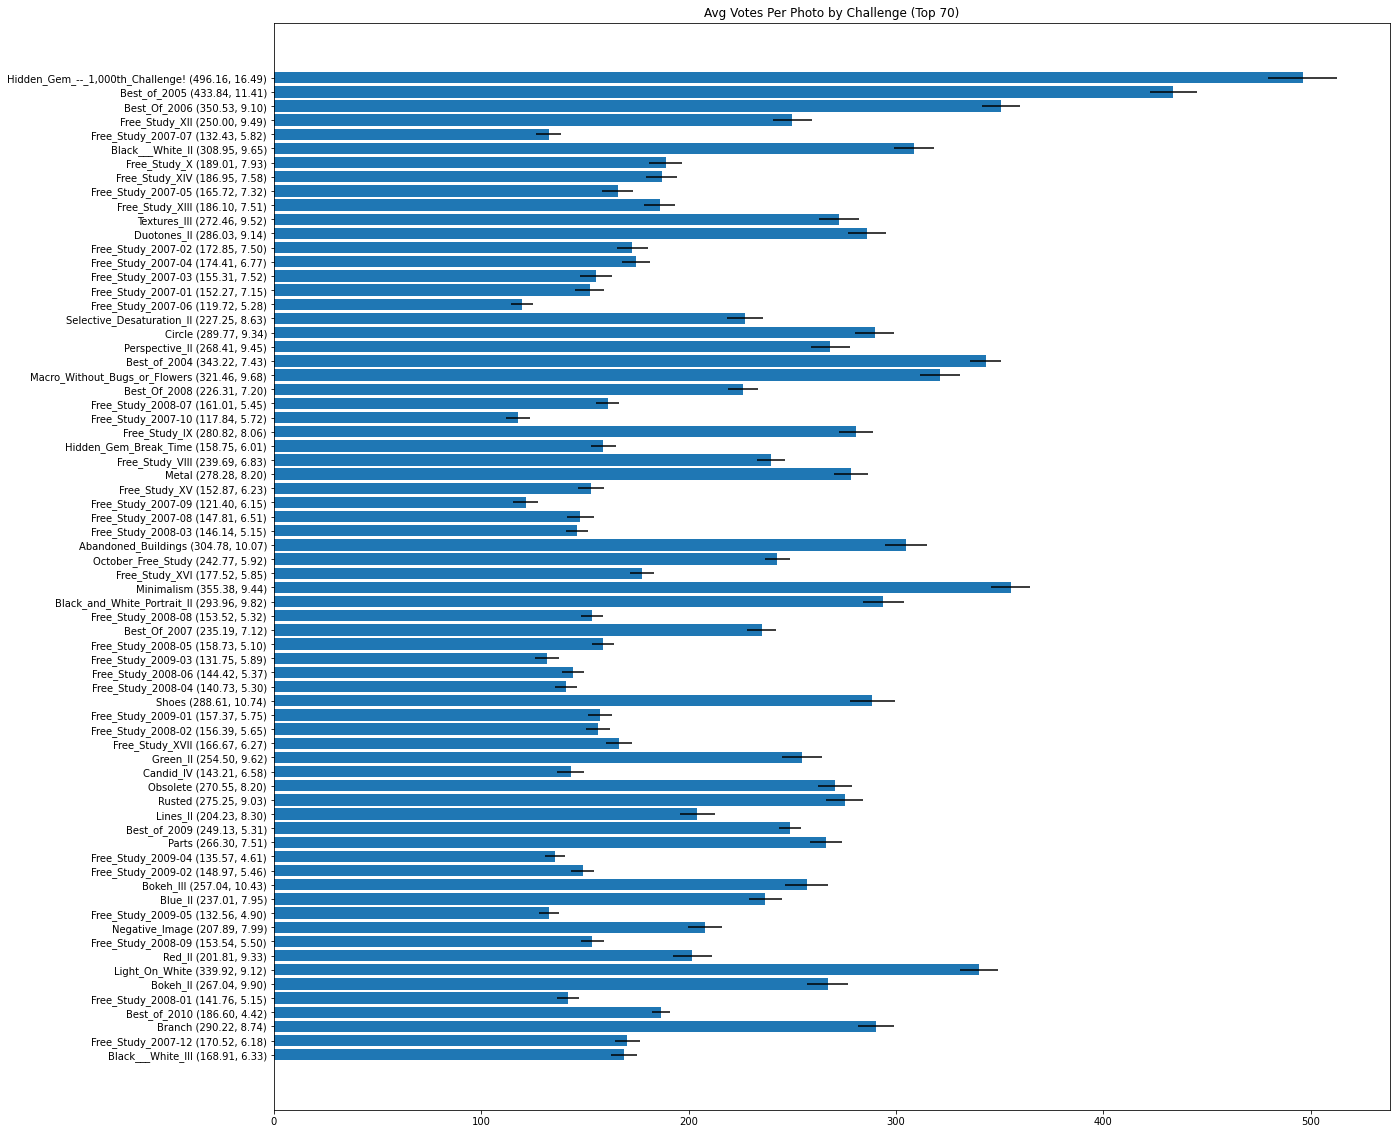 Avg Votes Per Photo by Challenge (Top 70)
Hidden_Gem_--_1,000th_Challenge! (496.16, 16.49)
Best_of_2005 (433.84, 11.41)
Best_Of_2006 (350.53, 9.10)
Free_Study_XII (250.00, 9.49)
Free_Study_2007-07 (132.43, 5.82)
Black___White_II (308.95, 9.65)
Free_Study_X (189.01, 7.93)
Free_Study_XIV (186.95, 7.58)
Free_Study_2007-05 (165.72, 7.32)
Free_Study_XIII (186.10, 7.51)
Textures_III (272.46, 9.52)
Duotones_II (286.03, 9.14)
Free_Study_2007-02 (172.85, 7.50)
Free_Study_2007-04 (174.41, 6.77)
Free_Study_2007-03 (155.31, 7.52)
Free_Study_2007-01 (152.27, 7.15)
Free_Study_2007-06 (119.72, 5.28)
Selective_Desaturation_II (227.25, 8.63)
Circle (289.77, 9.34)
Perspective_II (268.41, 9.45)
Best_of_2004 (343.22, 7.43)
Macro_Without_Bugs_or_Flowers (321.46, 9.68)
Best_Of_2008 (226.31, 7.20)
Free_Study_2008-07 (161.01, 5.45)
Free_Study_2007-10 (117.84, 5.72)
Free_Study_IX (280.82, 8.06)
Hidden_Gem_Break_Time (158.75, 6.01)
Free_Study_VIII (239.69, 6.83)
Metal (278.28, 8.20)
Free_Study_XV (152.87, 6.23)
Free_Study_2007-09 (121.40, 6.15)
Free_Study_2007-08 (147.81, 6.51)
Free_Study_2008-03 (146.14, 5.15)
Abandoned_Buildings (304.78, 10.07)
October_Free_Study (242.77, 5.92)
Free_Study_XVI (177.52, 5.85)
Minimalism (355.38, 9.44)
Black_and_White_Portrait_II (293.96, 9.82)
Free_Study_2008-08 (153.52, 5.32)
Best_Of_2007 (235.19, 7.12)
Free_Study_2008-05 (158.73, 5.10)
Free_Study_2009-03 (131.75, 5.89)
Free_Study_2008-06 (144.42, 5.37)
Free_Study_2008-04 (140.73, 5.30)
Shoes (288.61, 10.74)
Free_Study_2009-01 (157.37, 5.75)
Free_Study_2008-02 (156.39, 5.65)
Free_Study_XVII (166.67, 6.27)
Green_II (254.50, 9.62)
Candid_IV (143.21, 6.58)
Obsolete (270.55, 8.20)
Rusted (275.25, 9.03)
Lines_II (204.23, 8.30)
Best_of_2009 (249.13, 5.31)
Parts (266.30, 7.51)
Free_Study_2009-04 (135.57, 4.61)
Free_Study_2009-02 (148.97, 5.46)
Bokeh_III (257.04, 10.43)
Blue_II (237.01, 7.95)
Free_Study_2009-05 (132.56, 4.90)
Negative_Image (207.89, 7.99)
Free_Study_2008-09 (153.54, 5.50)
Red_II (201.81, 9.33)
Light_On_White (339.92, 9.12)
Bokeh_II (267.04, 9.90)
Free_Study_2008-01 (141.76, 5.15)
Best_of_2010 (186.60, 4.42)
Branch (290.22, 8.74)
Free_Study_2007-12 (170.52, 6.18)
Black___White_III (168.91, 6.33)
0 100 200 300 400 500